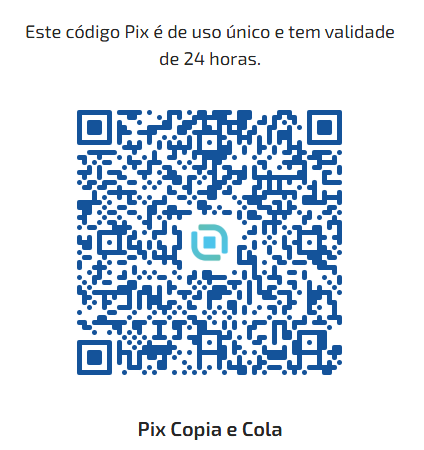 Este código Pix é de uso único e tem validade
de 24 horas.
Pix Copia e Cola